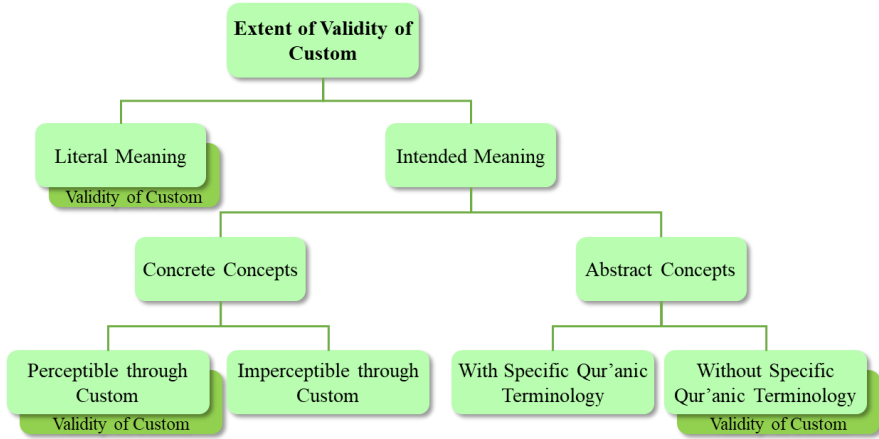 Extent of Validity of
Custom
Literal Meaning
Validity of Custom
Intended Meaning
Concrete Concepts
Abstract Concepts
Perceptible through
Custom
Validity of Custom
Imperceptible through
Custom
With Specific Qur’anic
Terminology
Without Specific
Qur’anic Terminology
Validity of Custom